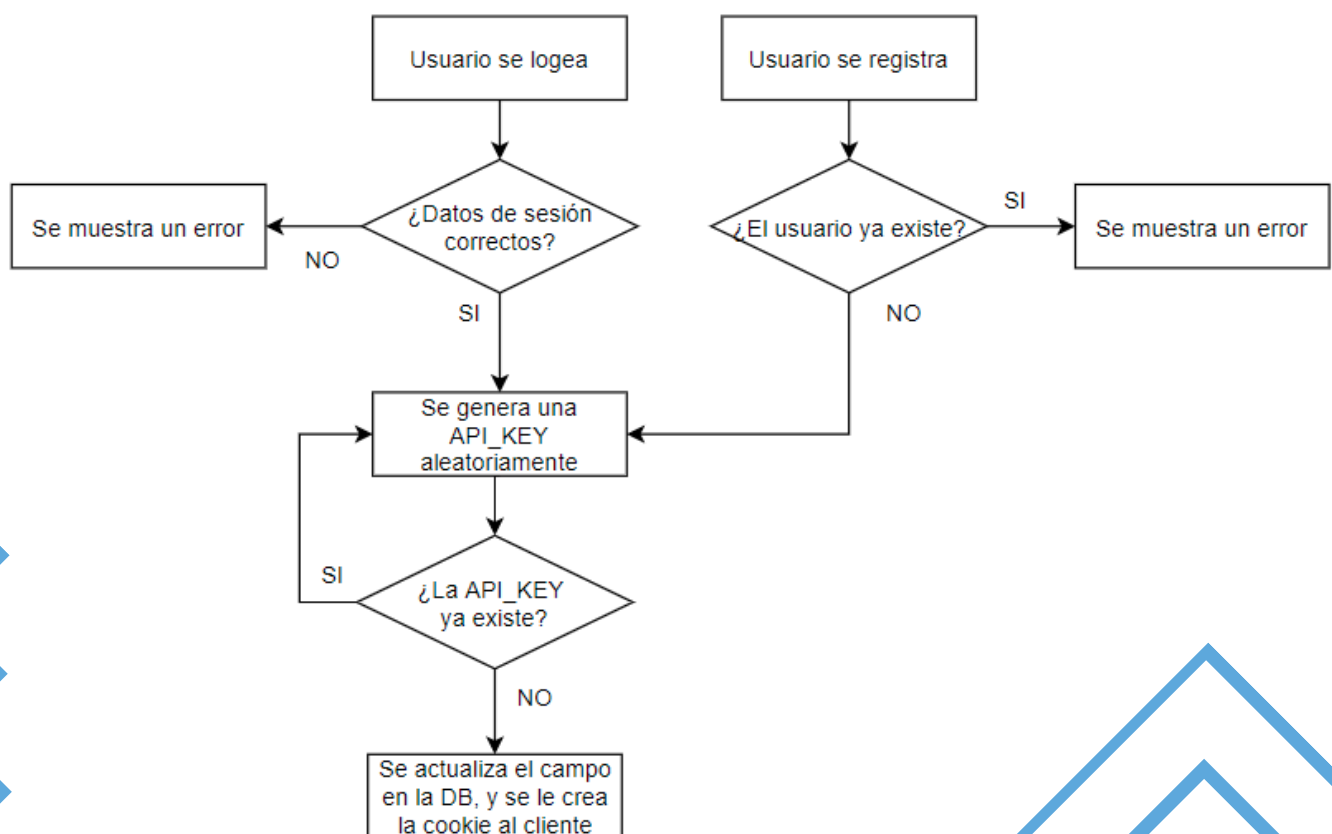 Usuario se logea
Usuario se registra
¿Datos de sesión
correctos?
¿El usuario ya existe?
SI
Se muestra un error
Se muestra un error
NO
SI
NO
Se genera una
API_KEY
aleatoriamente
SI
¿La API_KEY
ya existe?
NO
Se actualiza el campo
en la DB, y se le crea
la cookie al cliente